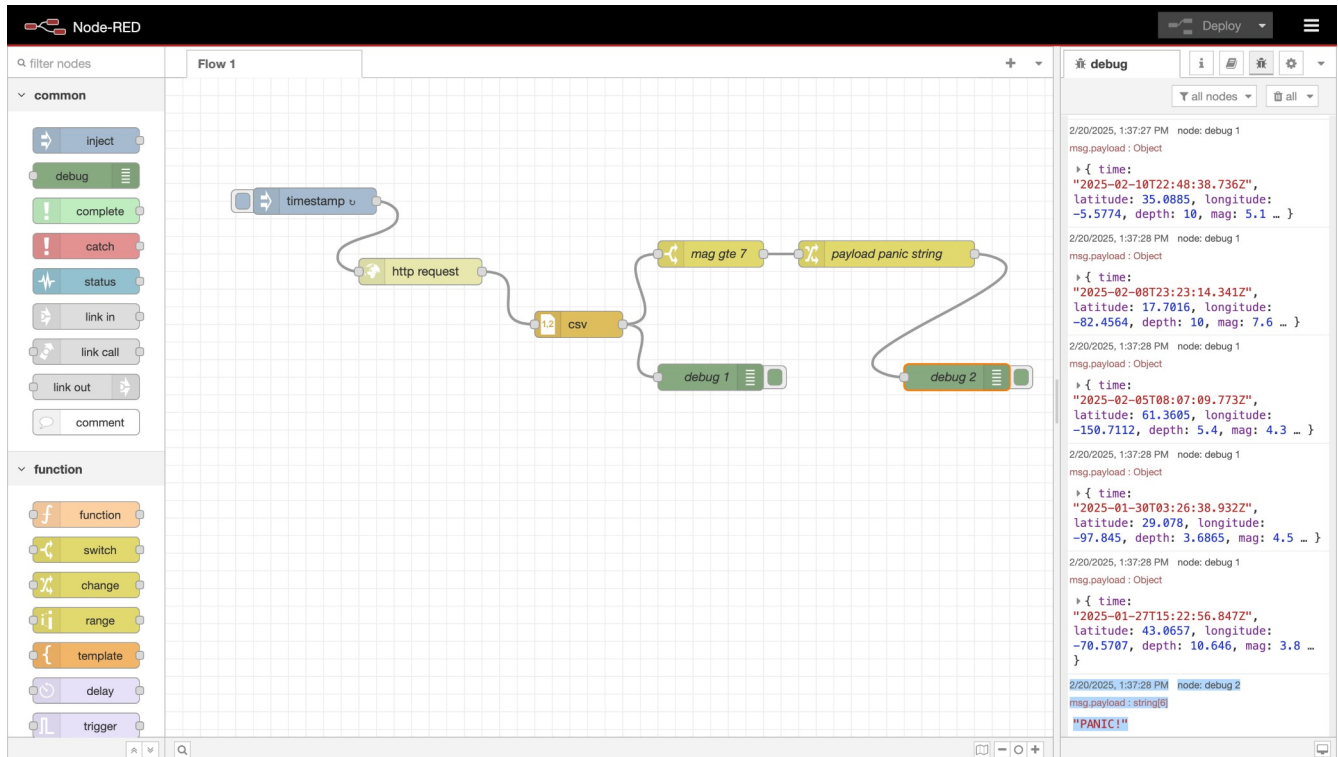 Node-RED
Deploy
filter nodes
common
inject
debug
complete
catch
status
link in
link call
link out
comment
function
function
switch
change
range
template
delay
trigger
Flow 1
timestamp ↻
http request
1,2 csv
mag gte 7
payload panic string
debug 1
debug 2
debug
i
all nodes
all
2/20/2025, 1:37:27 PM node: debug 1
msg.payload : Object
{ time:
"2025-02-10T22:48:38.736Z",
latitude: 35.0885, longitude:
-5.5774, depth: 10, mag: 5.1 … }
2/20/2025, 1:37:28 PM node: debug 1
msg.payload : Object
{ time:
"2025-02-08T23:23:14.341Z",
latitude: 17.7016, longitude:
-82.4564, depth: 10, mag: 7.6 … }
2/20/2025, 1:37:28 PM node: debug 1
msg.payload : Object
{ time:
"2025-02-05T08:07:09.773Z",
latitude: 61.3605, longitude:
-150.7112, depth: 5.4, mag: 4.3 … }
2/20/2025, 1:37:28 PM node: debug 1
msg.payload : Object
{ time:
"2025-01-30T03:26:38.932Z",
latitude: 29.078, longitude:
-97.845, depth: 3.6865, mag: 4.5 … }
2/20/2025, 1:37:28 PM node: debug 1
msg.payload : Object
{ time:
"2025-01-27T15:22:56.847Z",
latitude: 43.0657, longitude:
-70.5707, depth: 10.646, mag: 3.8 …
}
2/20/2025, 1:37:28 PM node: debug 2
msg.payload : string[6]
"PANIC!"